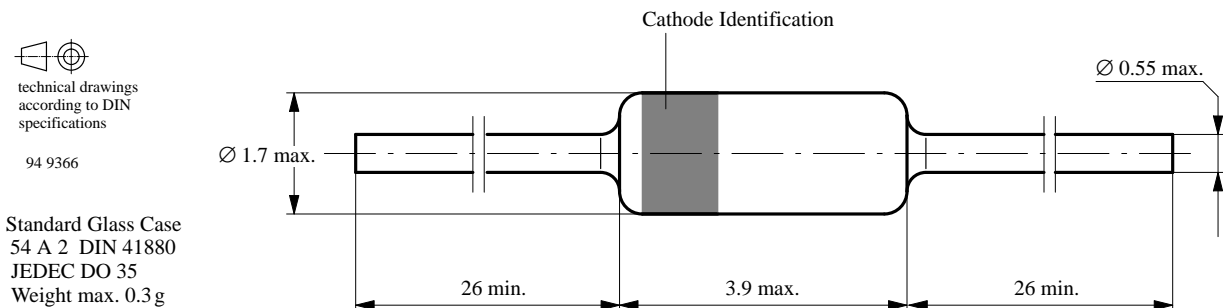 Cathode Identification
technical drawings
according to DIN
specifications
94 9366
∅ 1.7 max.
∅ 0.55 max.
Standard Glass Case
54 A 2 DIN 41880
JEDEC DO 35
Weight max. 0.3 g
26 min.
3.9 max.
26 min.